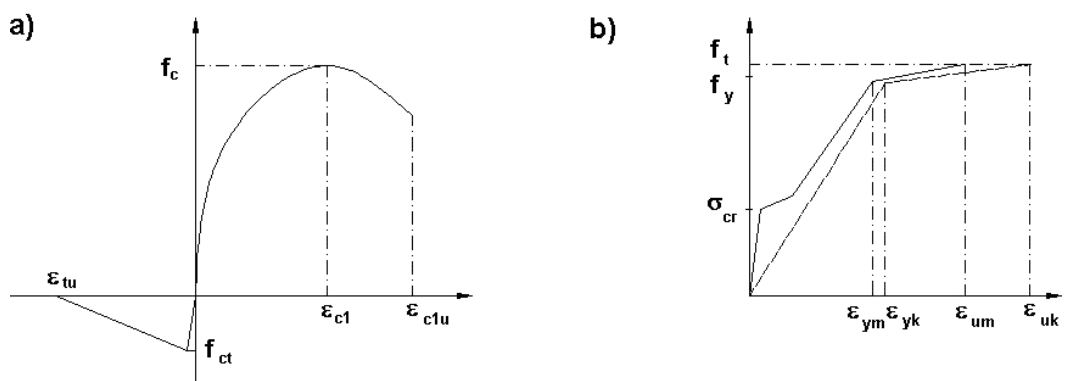 a)
f_c
ε_tu
ε_c1
ε_c1u
f_ct
b)
f_t
f_y
σ_cr
ε_ym
ε_yk
ε_um
ε_uk